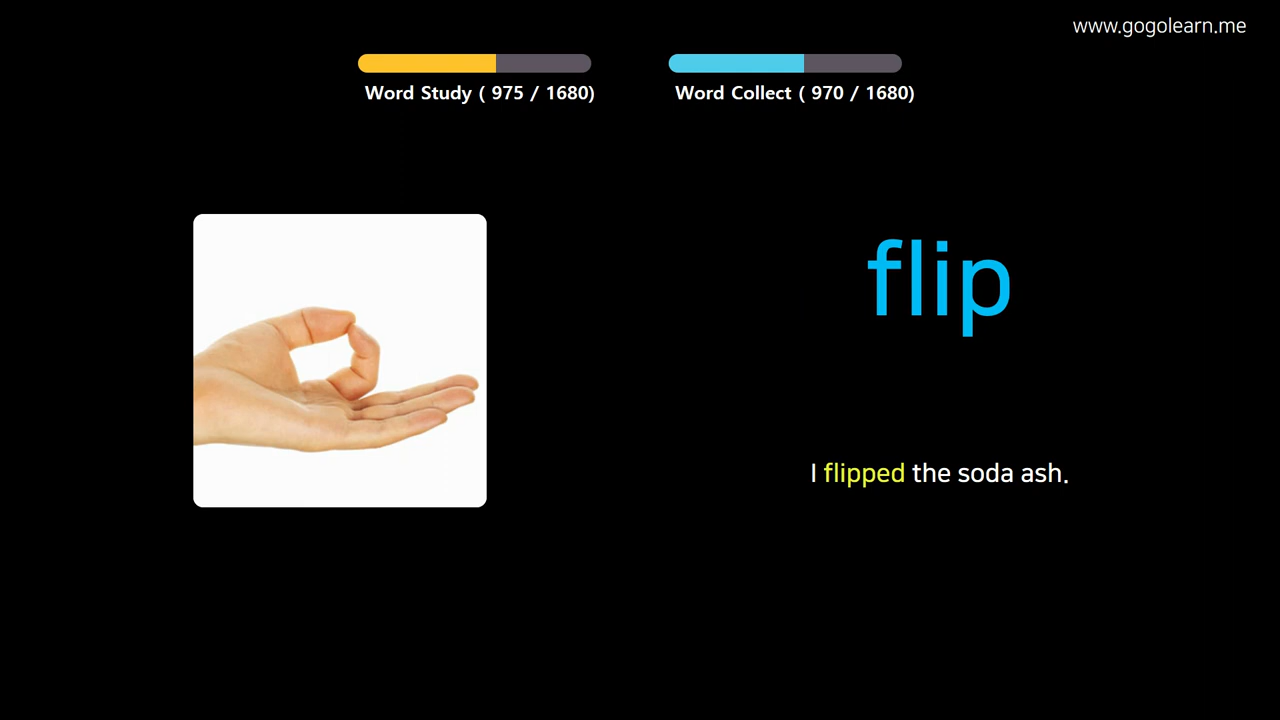 www.gogolearn.me
Word Study ( 975 / 1680)
Word Collect ( 970 / 1680)
flip
I flipped the soda ash.